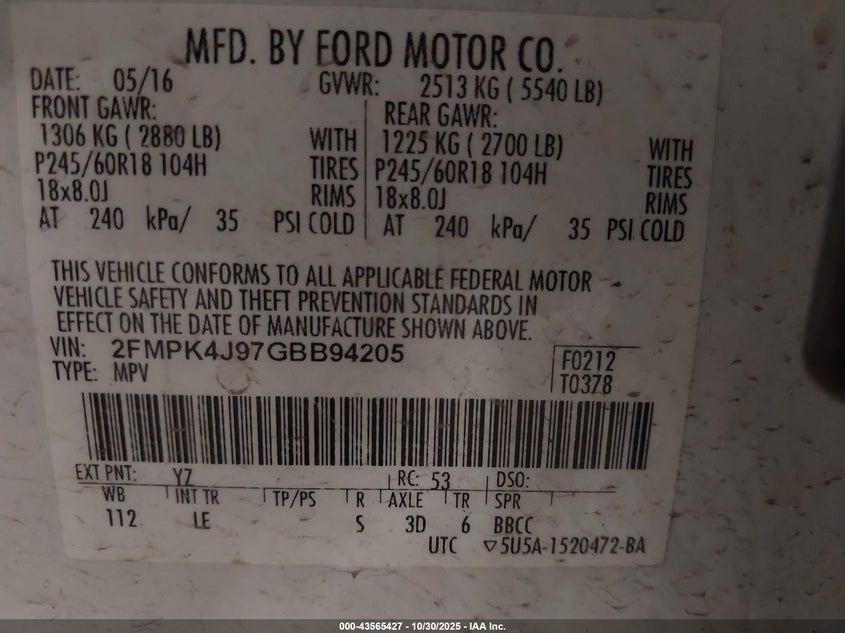 MFD. BY FORD MOTOR CO.
DATE: 05/16 GVWR: 2513 KG ( 5540 LB)
FRONT GAWR: REAR GAWR:
1306 KG ( 2880 LB) WITH 1225 KG ( 2700 LB) WITH
P245/60R18 104H TIRES P245/60R18 104H TIRES
18x8.0J RIMS 18x8.0J RIMS
AT 240 kPa/ 35 PSI COLD AT 240 kPa/ 35 PSI COLD
THIS VEHICLE CONFORMS TO ALL APPLICABLE FEDERAL MOTOR
VEHICLE SAFETY AND THEFT PREVENTION STANDARDS IN
EFFECT ON THE DATE OF MANUFACTURE SHOWN ABOVE.
VIN: 2FMPK4J97GBB94205
F0212
TYPE: MPV
T0378
EXT PNT: YZ RC: 53 DSO:
WB INT TR TP/PS R AXLE TR SPR
112 LE S 3D 6 BBCC
UTC ▽5U5A-1520472-BA
000-43565427 - 10/30/2025 - IAA Inc.